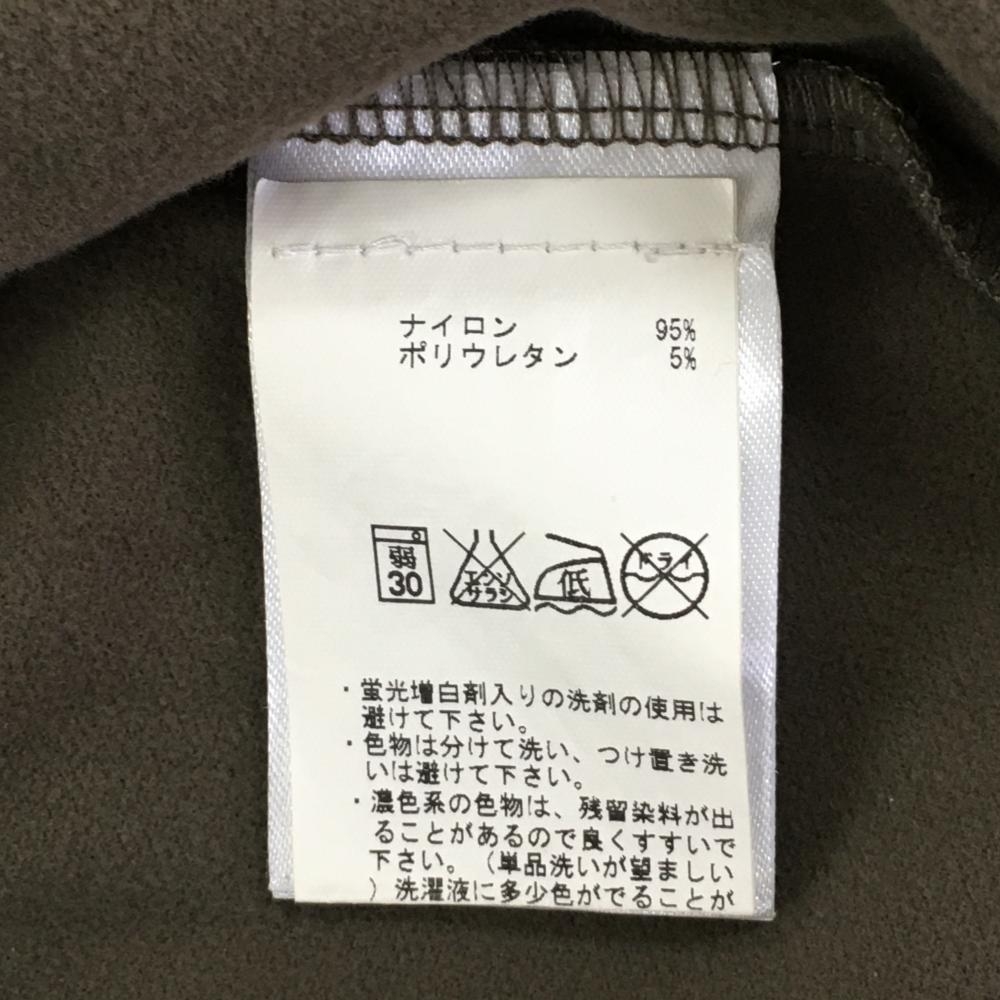 ナイロン 95%
ポリウレタン 5%
弱
30
エンソ
サラシ
低
ドライ
・蛍光増白剤入りの洗剤の使用は
避けて下さい。
・色物は分けて洗い、つけ置き洗
いは避けて下さい。
・濃色系の色物は、残留染料が出
ることがあるので良くすすいで
下さい。（単品洗いが望ましい
）洗濯液に多少色がでることが